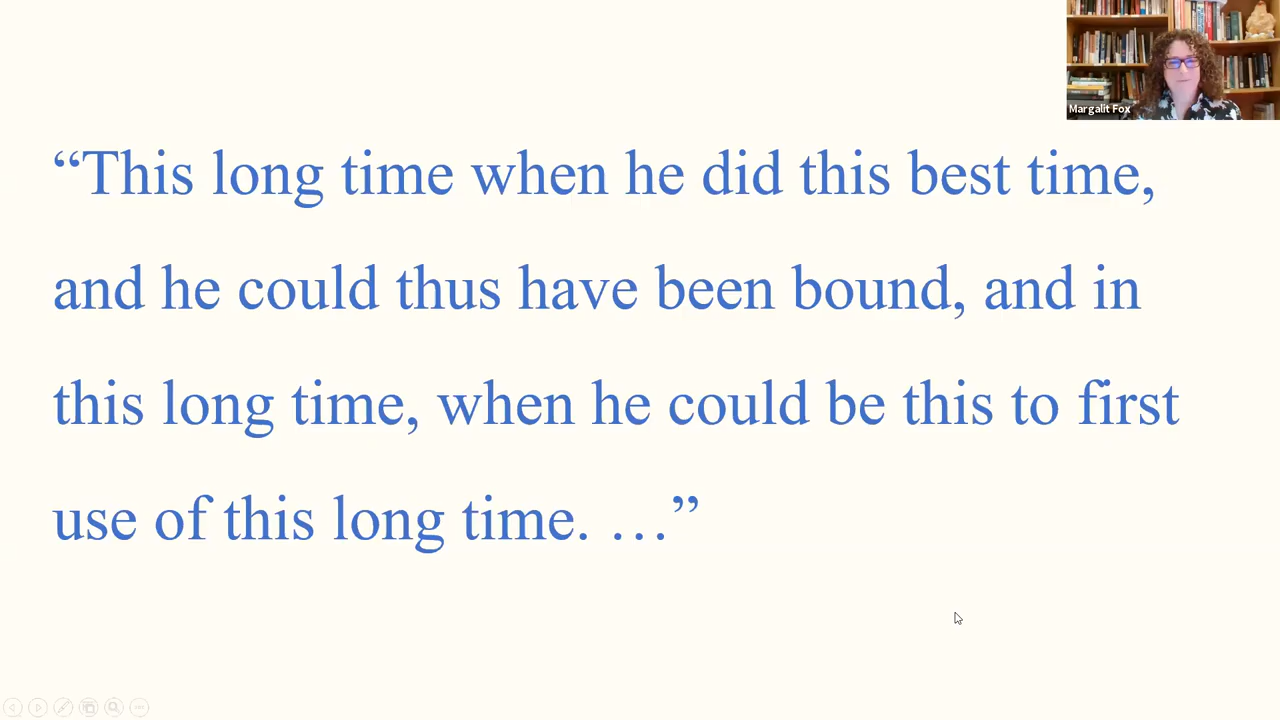 Margalit Fox
“This long time when he did this best time,
and he could thus have been bound, and in
this long time, when he could be this to first
use of this long time. …”